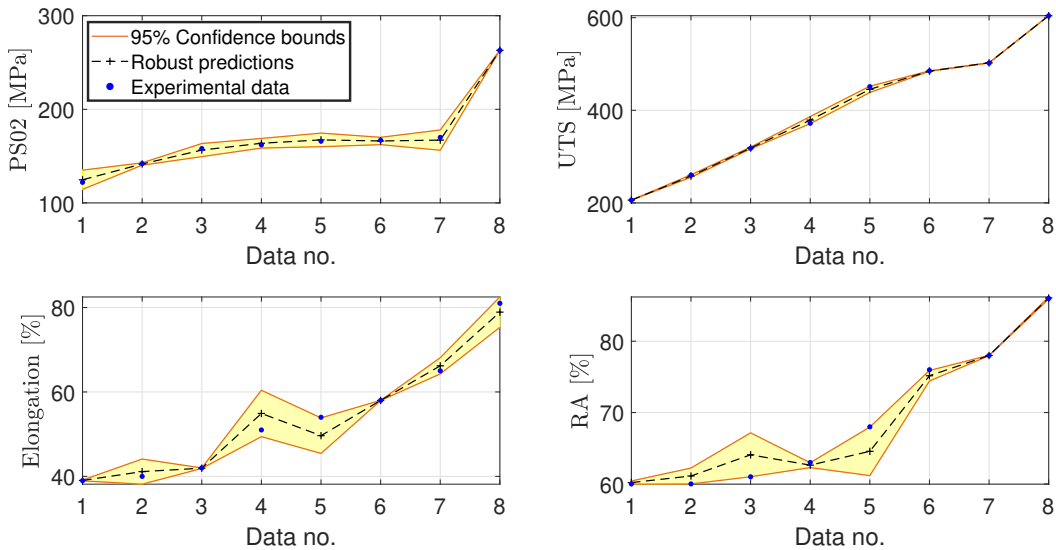 300
200
100
PS02 [MPa]
95% Confidence bounds
Robust predictions
Experimental data
1 2 3 4 5 6 7 8
Data no.
600
400
200
UTS [MPa]
1 2 3 4 5 6 7 8
Data no.
80
60
40
Elongation [%]
1 2 3 4 5 6 7 8
Data no.
80
70
60
RA [%]
1 2 3 4 5 6 7 8
Data no.